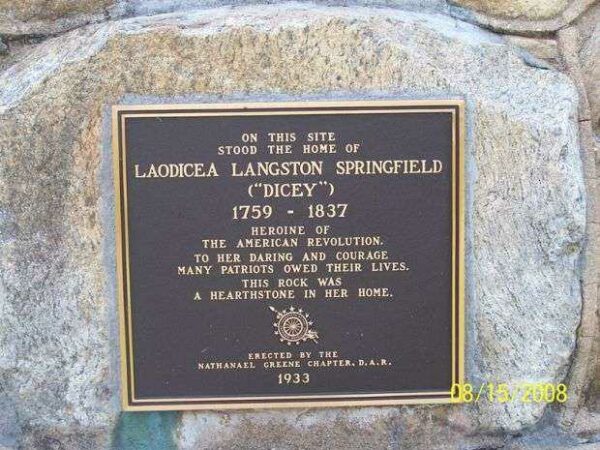 ON THIS SITE
STOOD THE HOME OF
LAODICEA LANGSTON SPRINGFIELD
("DICEY")
1759 - 1837
HEROINE OF
THE AMERICAN REVOLUTION.
TO HER DARING AND COURAGE
MANY PATRIOTS OWED THEIR LIVES.
THIS ROCK WAS
A HEARTHSTONE IN HER HOME.
ERECTED BY THE
NATHANAEL GREENE CHAPTER, D.A.R.
1933
08/15/2008